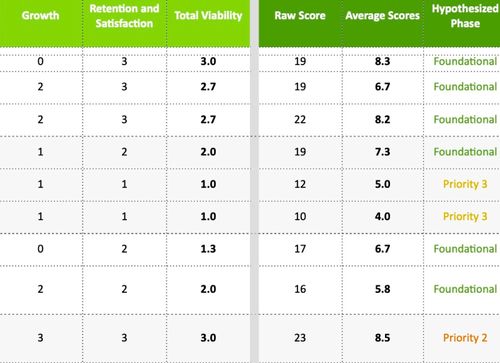 Growth Retention and Satisfaction Total Viability Raw Score Average Scores Hypothesized Phase
0 3 3.0 19 8.3 Foundational
2 3 2.7 19 6.7 Foundational
2 3 2.7 22 8.2 Foundational
1 2 2.0 19 7.3 Foundational
1 1 1.0 12 5.0 Priority 3
1 1 1.0 10 4.0 Priority 3
0 2 1.3 17 6.7 Foundational
2 2 2.0 16 5.8 Foundational
3 3 3.0 23 8.5 Priority 2